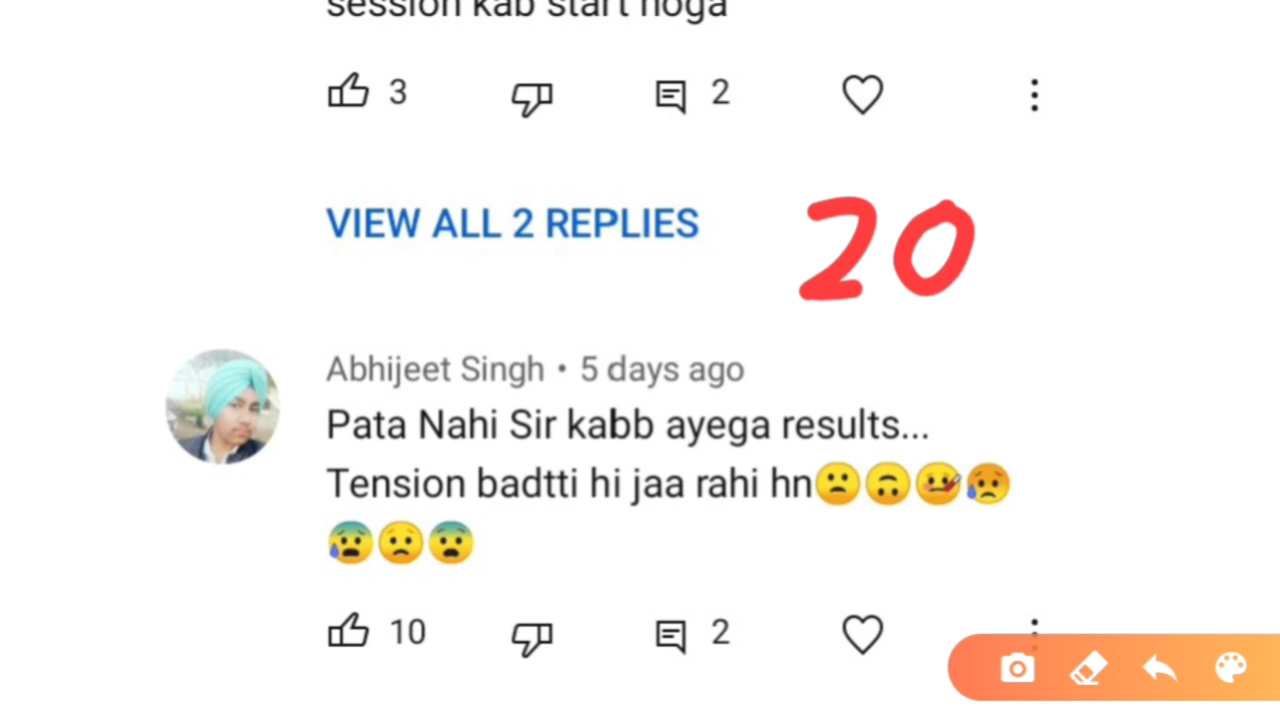 session kab start hoga
3 2
VIEW ALL 2 REPLIES
20
Abhijeet Singh • 5 days ago
Pata Nahi Sir kabb ayega results...
Tension badtti hi jaa rahi hn🙁🙃🤒😥
😰😟😨
10 2